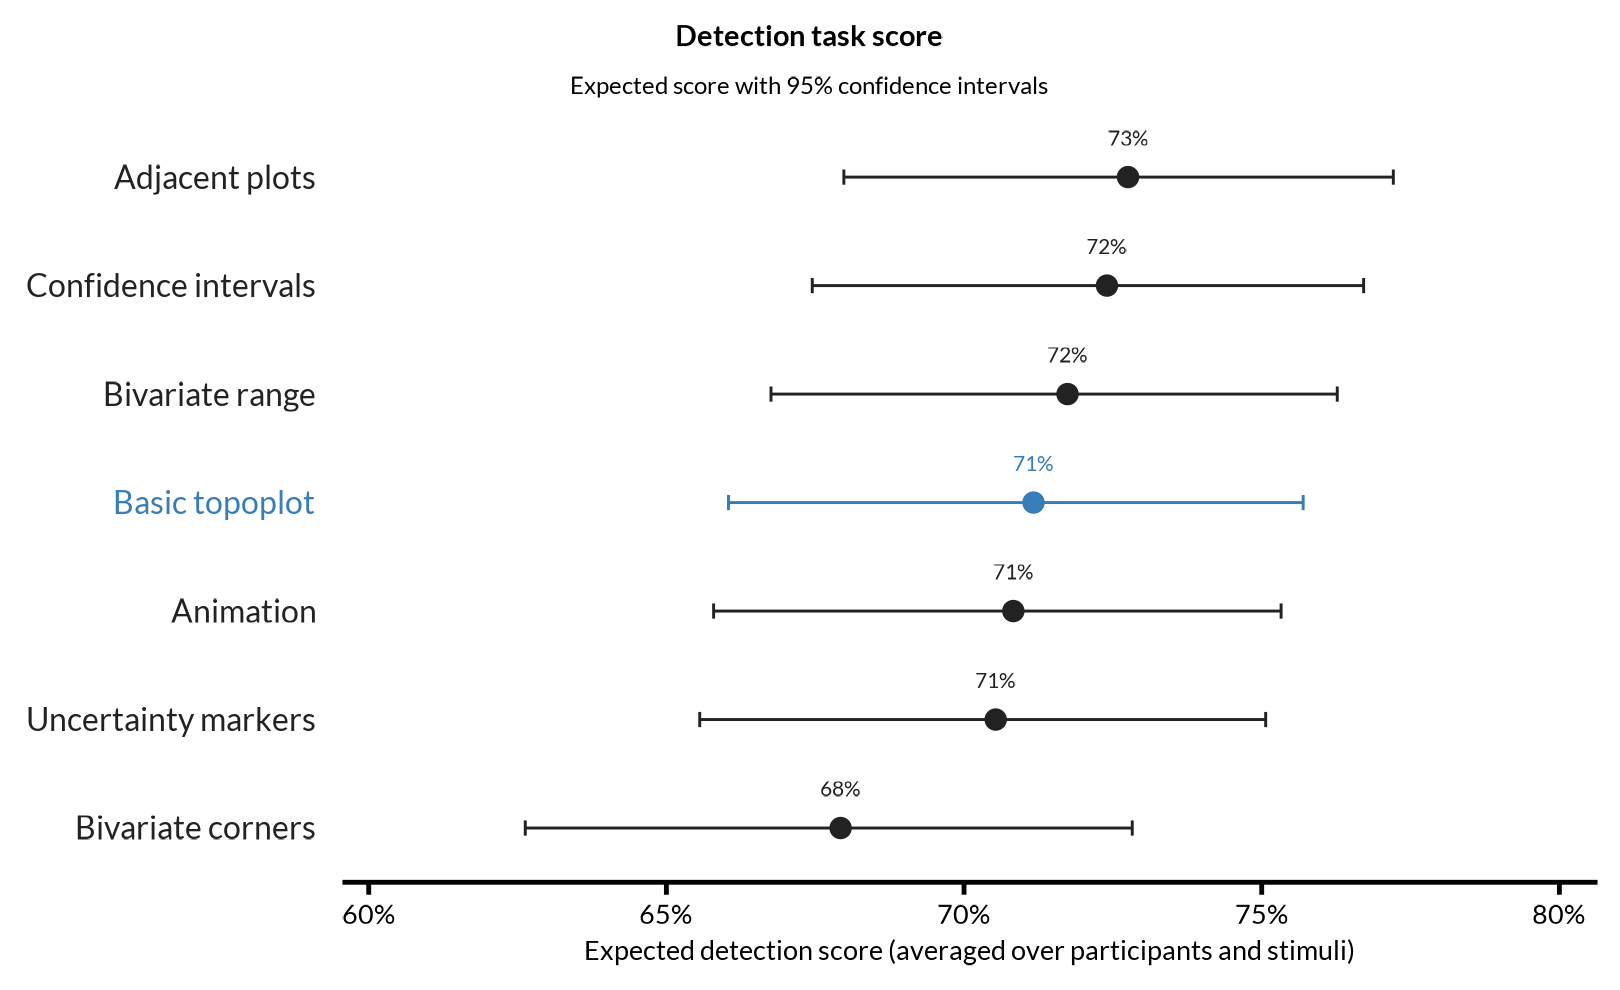 Detection task score
Expected score with 95% confidence intervals
73%
Adjacent plots
72%
Confidence intervals
72%
Bivariate range
71%
Basic topoplot
71%
Animation
71%
Uncertainty markers
68%
Bivariate corners
60% 65% 70% 75% 80%
Expected detection score (averaged over participants and stimuli)